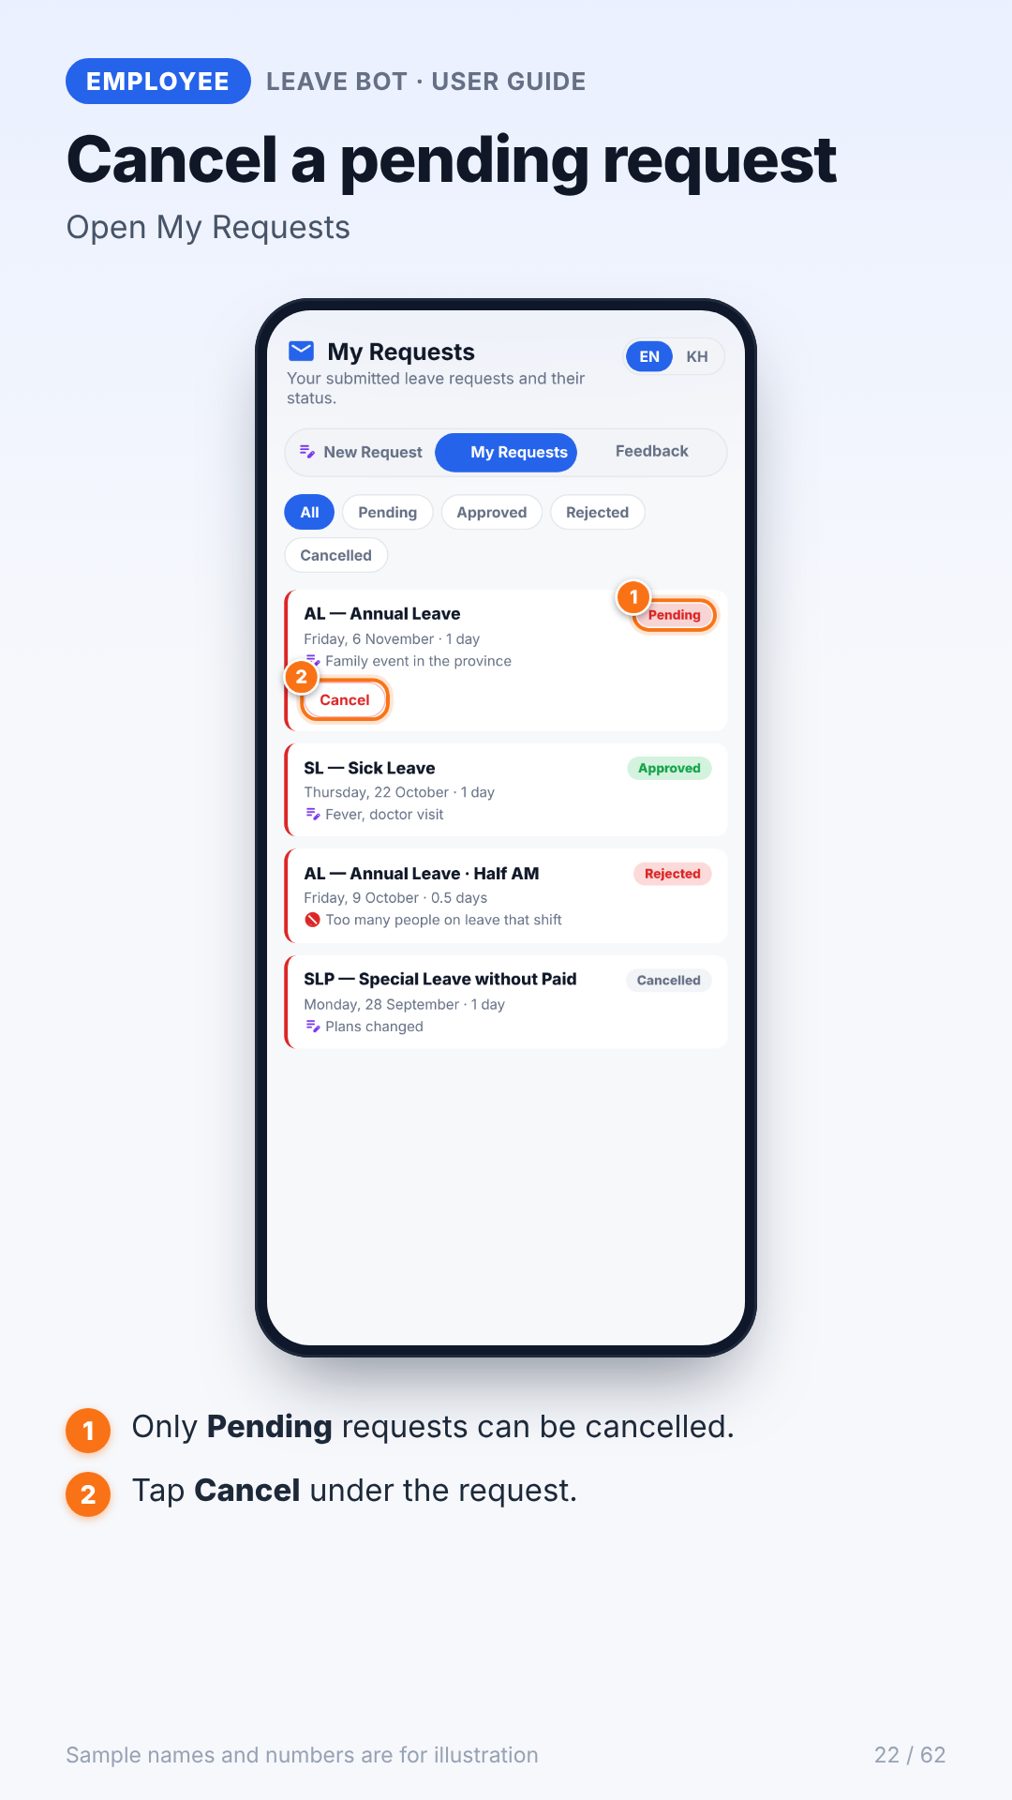 EMPLOYEE LEAVE BOT · USER GUIDE
Cancel a pending request
Open My Requests
My Requests
EN KH
Your submitted leave requests and their
status.
New Request My Requests Feedback
All Pending Approved Rejected
Cancelled
1
AL — Annual Leave Pending
Friday, 6 November · 1 day
Family event in the province
2
Cancel
SL — Sick Leave Approved
Thursday, 22 October · 1 day
Fever, doctor visit
AL — Annual Leave · Half AM Rejected
Friday, 9 October · 0.5 days
Too many people on leave that shift
SLP — Special Leave without Paid Cancelled
Monday, 28 September · 1 day
Plans changed
1 Only Pending requests can be cancelled.
2 Tap Cancel under the request.
Sample names and numbers are for illustration 22 / 62